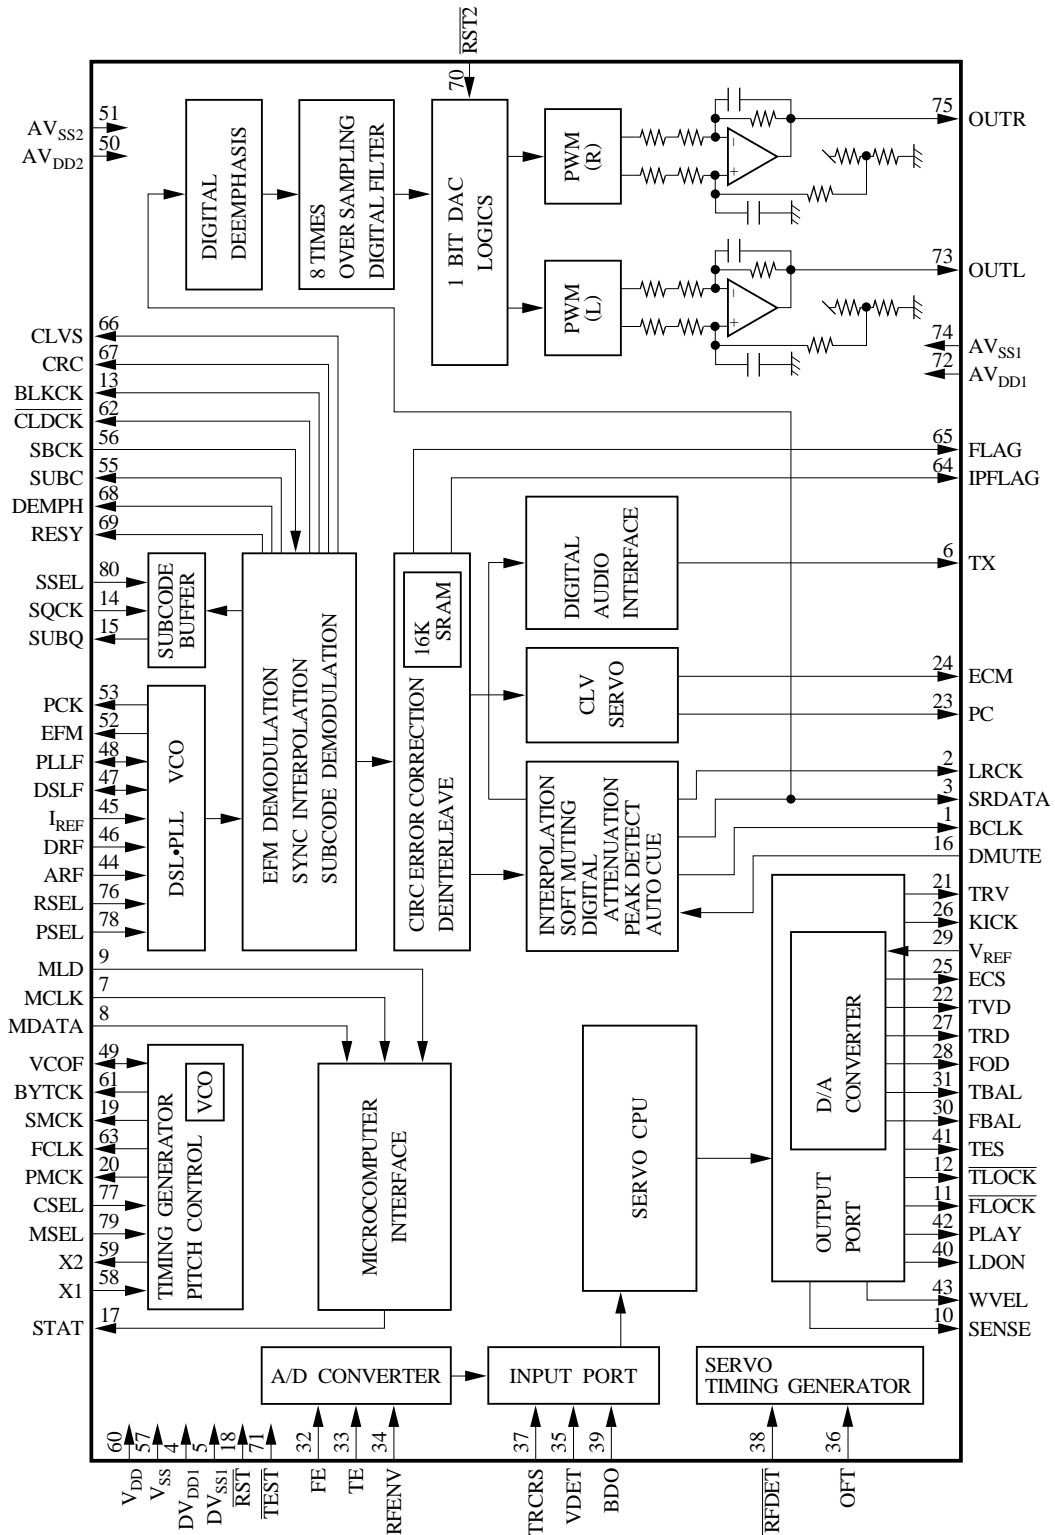 RST2
70
51
AVSS2
50
AVDD2
DIGITAL
DEEMPHASIS
8 TIMES
OVER SAMPLING
DIGITAL FILTER
1 BIT DAC
LOGICS
PWM
(R)
PWM
(L)
75
OUTR
73
OUTL
74
AVSS1
72
AVDD1
66
CLVS
67
CRC
13
BLKCK
62
CLDCK
56
SBCK
55
SUBC
68
DEMPH
69
RESY
80
SSEL
14
SQCK
15
SUBQ
SUBCODE
BUFFER
53
PCK
52
EFM
48
PLLF
47
DSLF
45
IREF
46
DRF
44
ARF
76
RSEL
78
PSEL
DSL•PLL VCO
EFM DEMODULATION
SYNC INTERPOLATION
SUBCODE DEMODULATION
16K
SRAM
CIRC ERROR CORRECTION
DEINTERLEAVE
DIGITAL
AUDIO
INTERFACE
CLV
SERVO
INTERPOLATION
SOFT MUTING
DIGITAL
ATTENUATION
PEAK DETECT
AUTO CUE
65
FLAG
64
IPFLAG
6
TX
24
ECM
23
PC
2
LRCK
3
SRDATA
1
BCLK
16
DMUTE
9
MLD
7
MCLK
8
MDATA
49
VCOF
61
BYTCK
19
SMCK
63
FCLK
20
PMCK
77
CSEL
79
MSEL
59
X2
58
X1
17
STAT
VCO
TIMING GENERATOR
PITCH CONTROL
MICROCOMPUTER
INTERFACE
SERVO CPU
D/A
CONVERTER
OUTPUT
PORT
21
TRV
26
KICK
29
VREF
25
ECS
22
TVD
27
TRD
28
FOD
31
TBAL
30
FBAL
41
TES
12
TLOCK
11
FLOCK
42
PLAY
40
LDON
43
WVEL
10
SENSE
A/D CONVERTER
INPUT PORT
SERVO
TIMING GENERATOR
60
VDD
57
VSS
4
DVDD1
5
DVSS1
18
RST
71
TEST
32
FE
33
TE
34
RFENV
37
TRCRS
35
VDET
39
BDO
38
RFDET
36
OFT